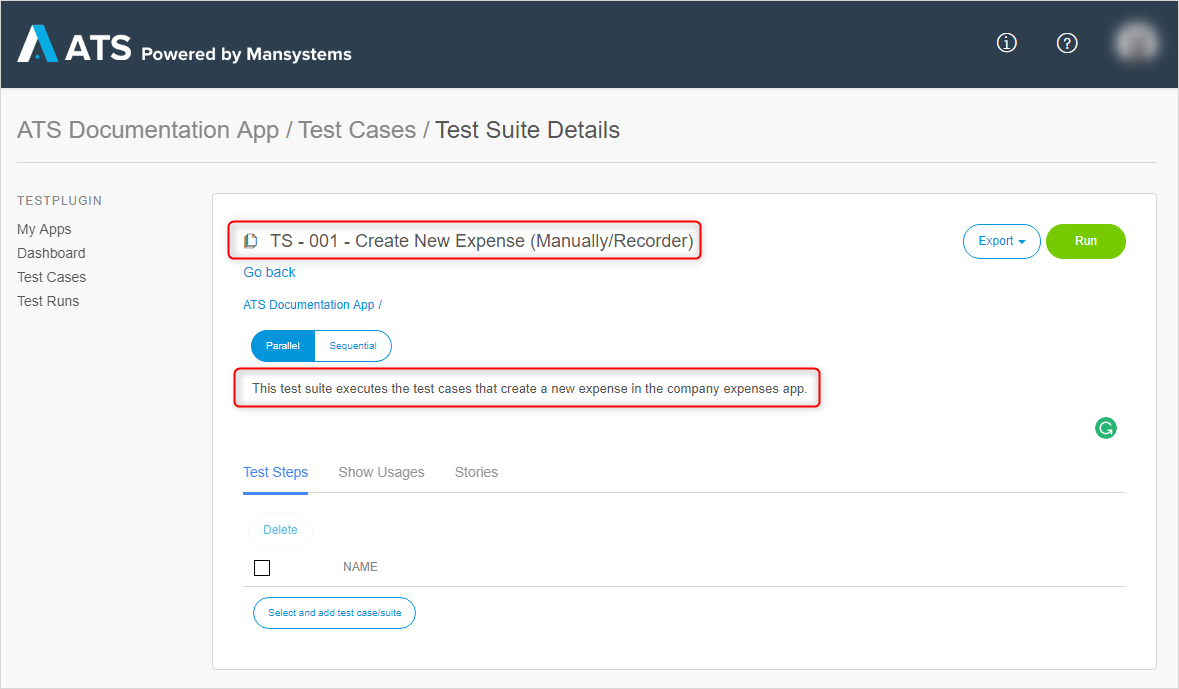 ATS Powered by Mansystems
ATS Documentation App / Test Cases / Test Suite Details
TESTPLUGIN
My Apps
Dashboard
Test Cases
Test Runs
TS - 001 - Create New Expense (Manually/Recorder)
Export
Run
Go back
ATS Documentation App /
Parallel
Sequential
This test suite executes the test cases that create a new expense in the company expenses app.
Test Steps
Show Usages
Stories
Delete
NAME
Select and add test case/suite